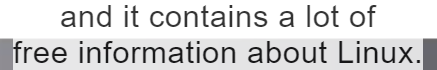 and it contains a lot of
free information about Linux.